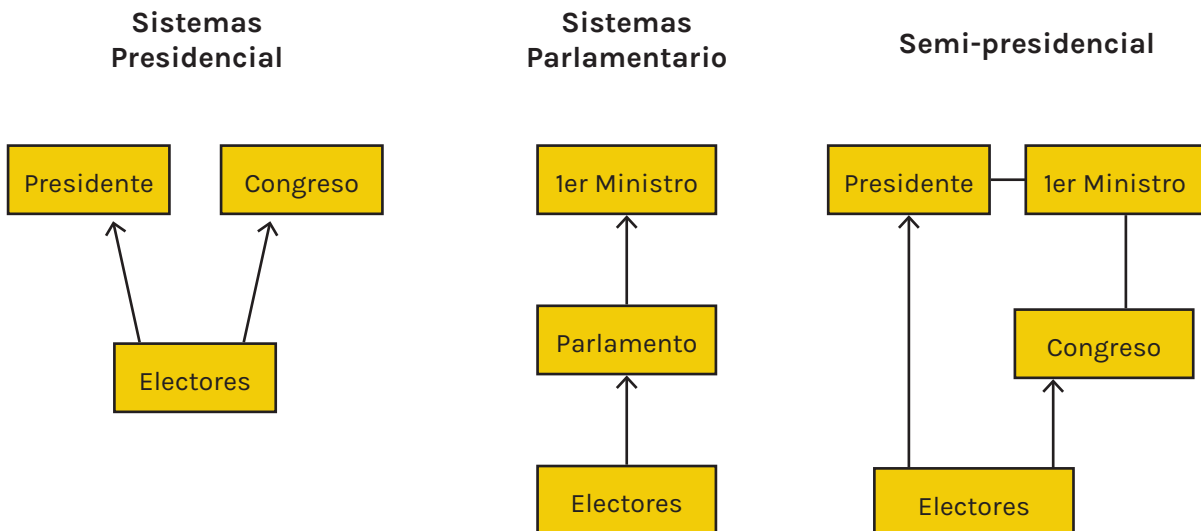 Sistemas
Presidencial
Presidente
Congreso
Electores
Sistemas
Parlamentario
1er Ministro
Parlamento
Electores
Semi-presidencial
Presidente
1er Ministro
Congreso
Electores